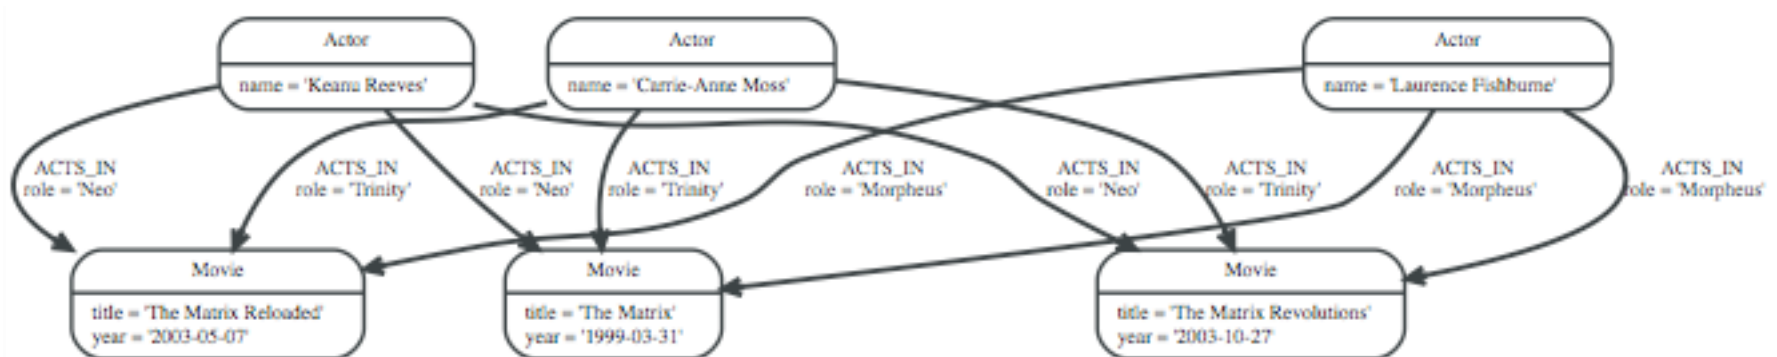 Actor
name = 'Keanu Reeves'
Actor
name = 'Carrie-Anne Moss'
Actor
name = 'Laurence Fishburne'
ACTS_IN
role = 'Neo'
ACTS_IN
role = 'Trinity'
ACTS_IN
role = 'Neo'
ACTS_IN
role = 'Trinity'
ACTS_IN
role = 'Morpheus'
ACTS_IN
role = 'Neo'
ACTS_IN
role = 'Trinity'
ACTS_IN
role = 'Morpheus'
ACTS_IN
role = 'Morpheus'
Movie
title = 'The Matrix Reloaded'
year = '2003-05-07'
Movie
title = 'The Matrix'
year = '1999-03-31'
Movie
title = 'The Matrix Revolutions'
year = '2003-10-27'